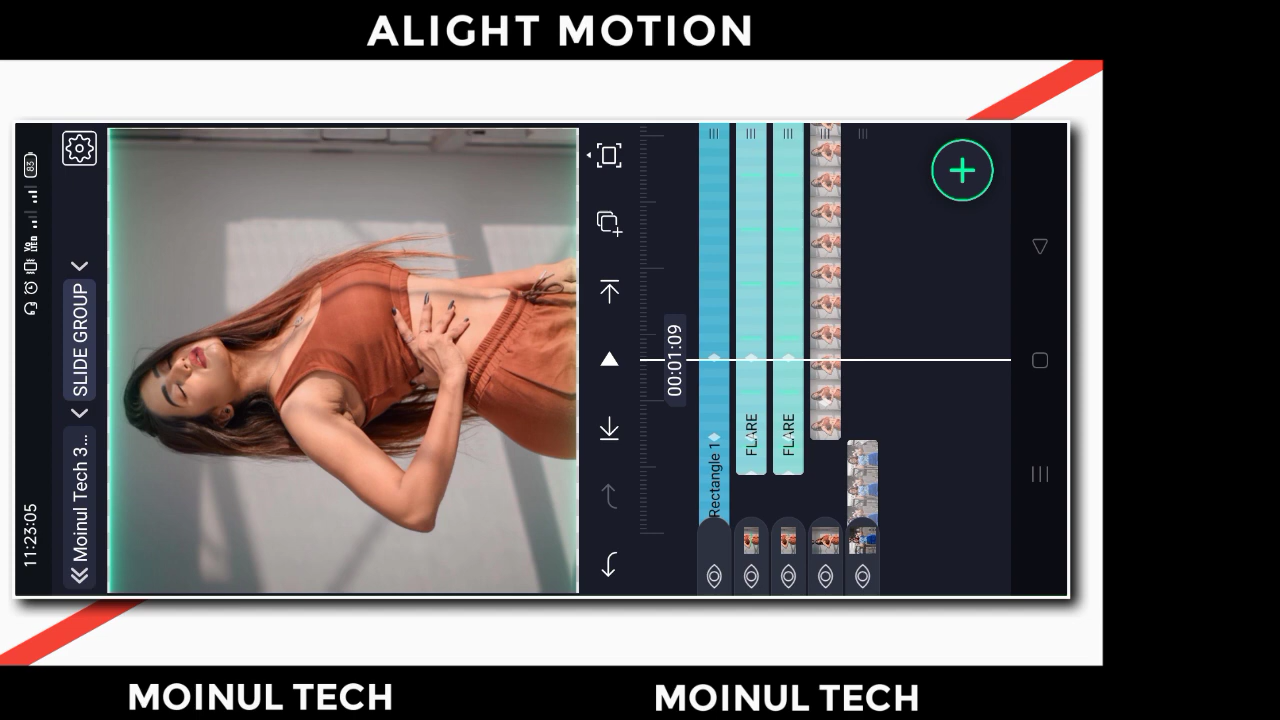 ALIGHT MOTION
11:23:05
83
Moinul Tech 3...
SLIDE GROUP
00:01:09
Rectangle 1
FLARE
FLARE
MOINUL TECH
MOINUL TECH